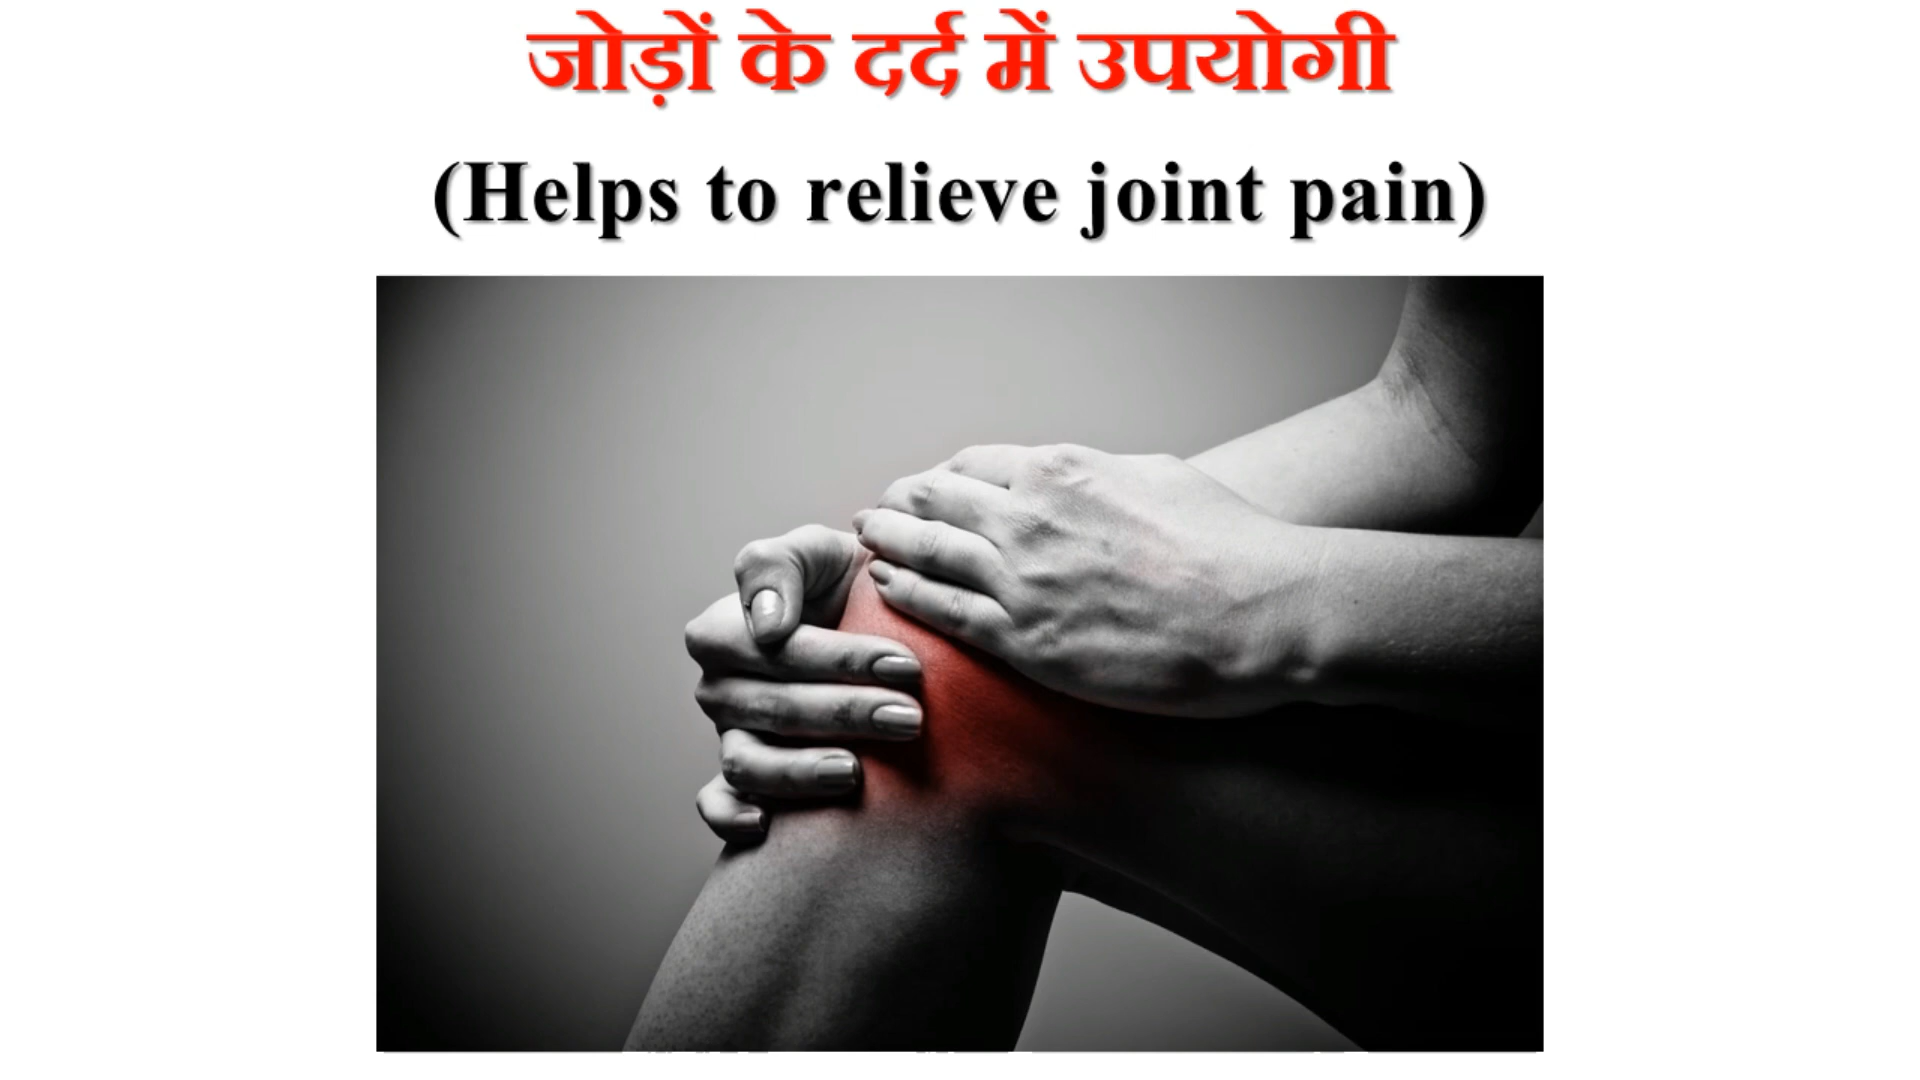 जोड़ों के दर्द में उपयोगी
(Helps to relieve joint pain)